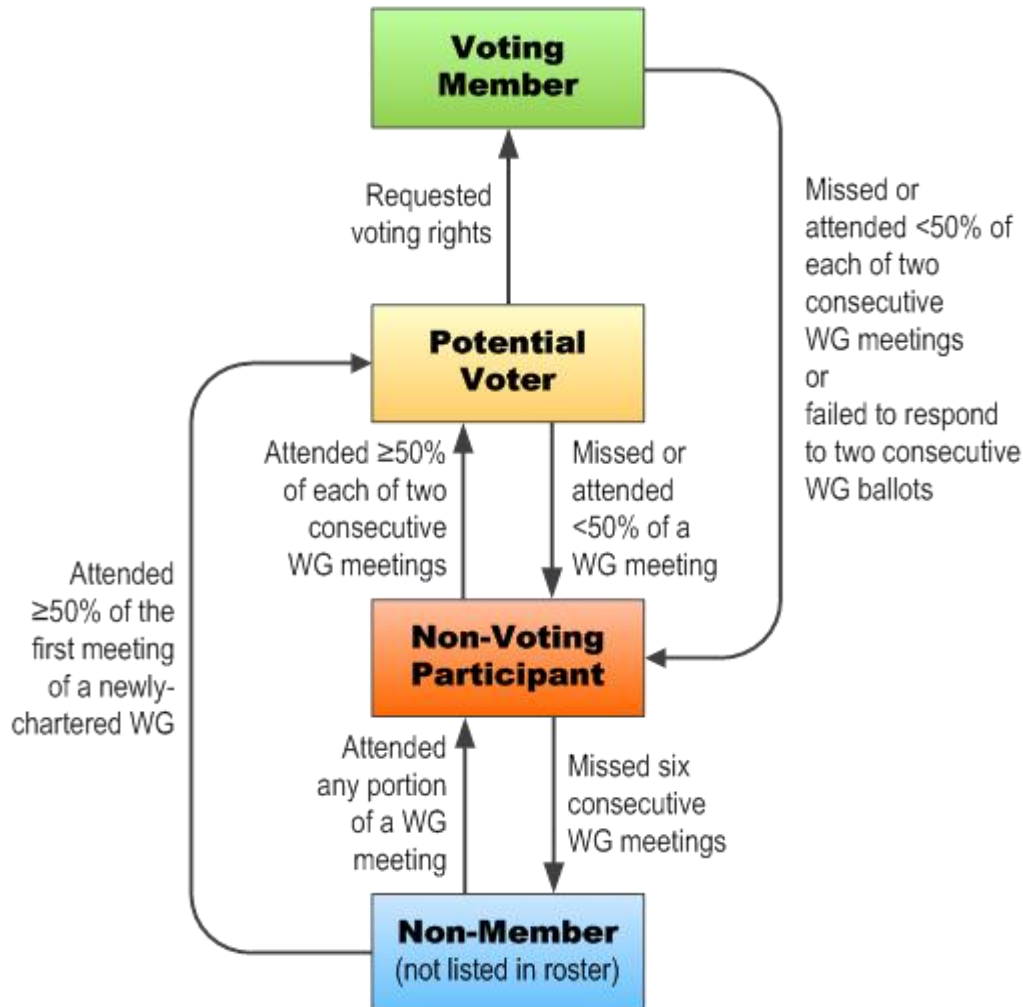 Voting
Member
Requested
voting rights
Missed or
attended <50% of
each of two
consecutive
WG meetings
or
failed to respond
to two consecutive
WG ballots
Potential
Voter
Attended ≥50%
of each of two
consecutive
WG meetings
Missed or
attended
<50% of a
WG meeting
Attended
≥50% of the
first meeting
of a newly-
chartered WG
Non-Voting
Participant
Attended
any portion
of a WG
meeting
Missed six
consecutive
WG meetings
Non-Member
(not listed in roster)